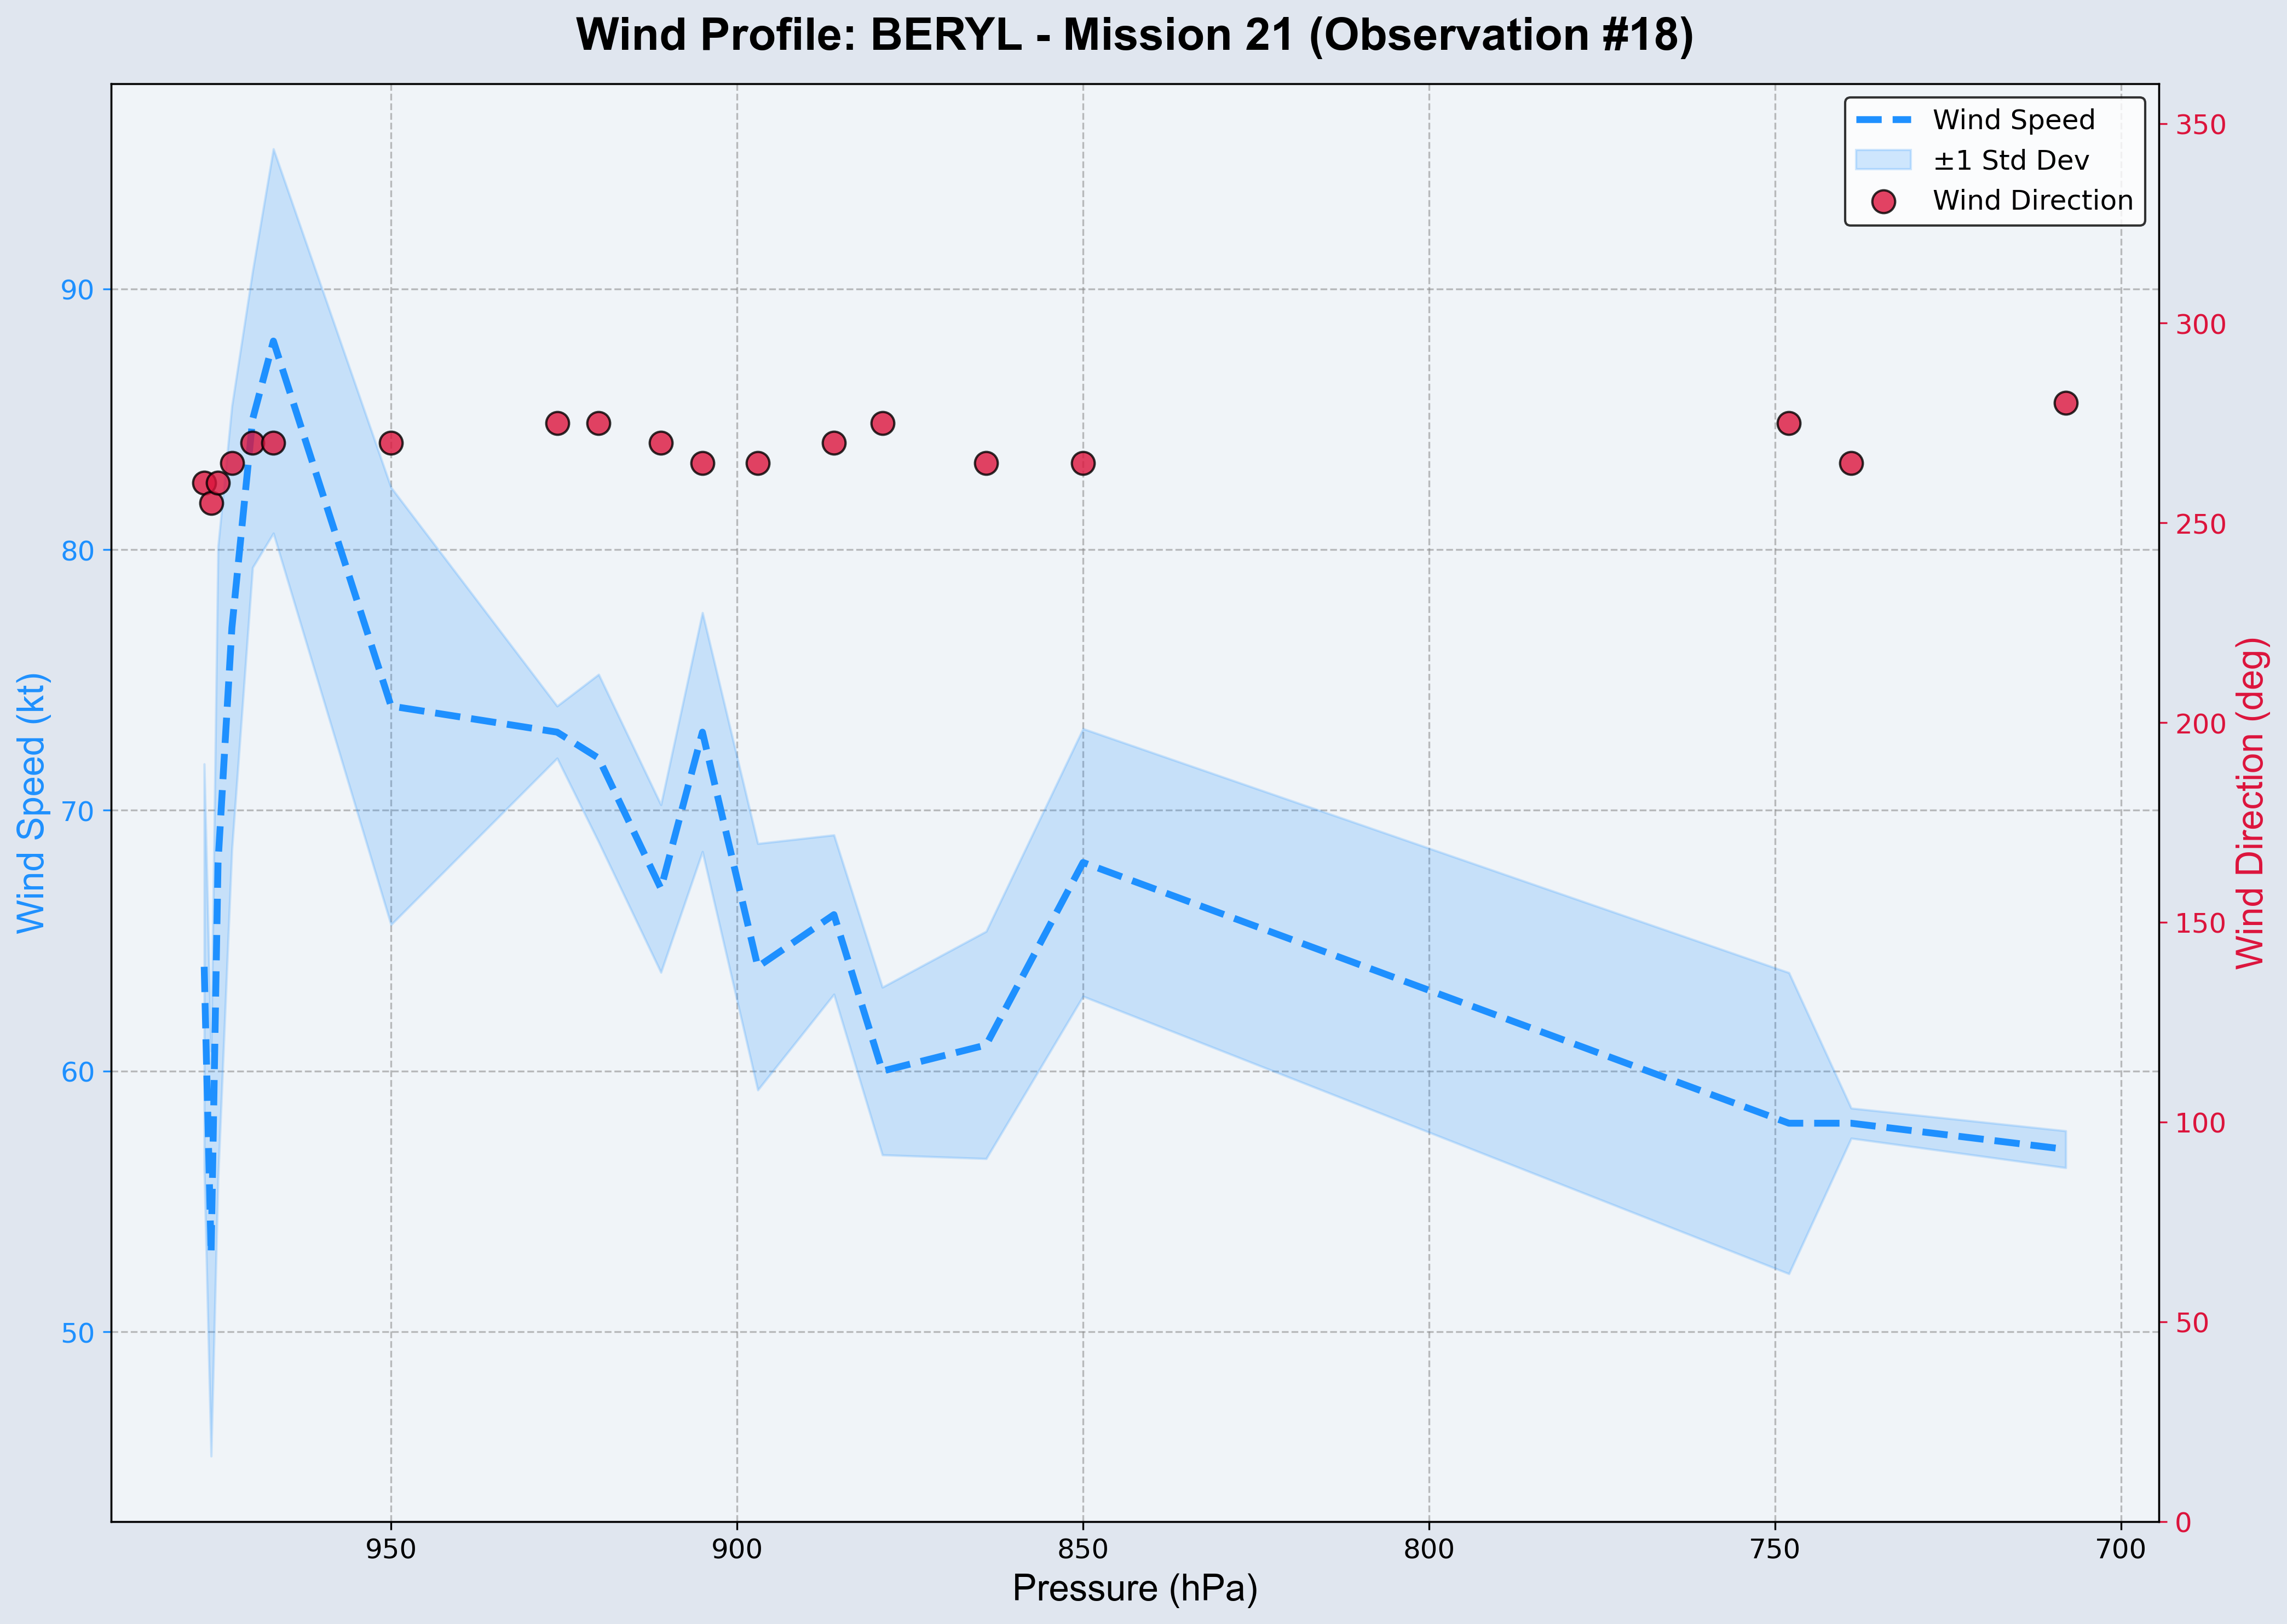 Wind Profile: BERYL - Mission 21 (Observation #18)
Wind Speed
±1 Std Dev
Wind Direction
Wind Speed (kt)
90
80
70
60
50
350
300
250
200
150
100
50
0
Wind Direction (deg)
950 900 850 800 750 700
Pressure (hPa)